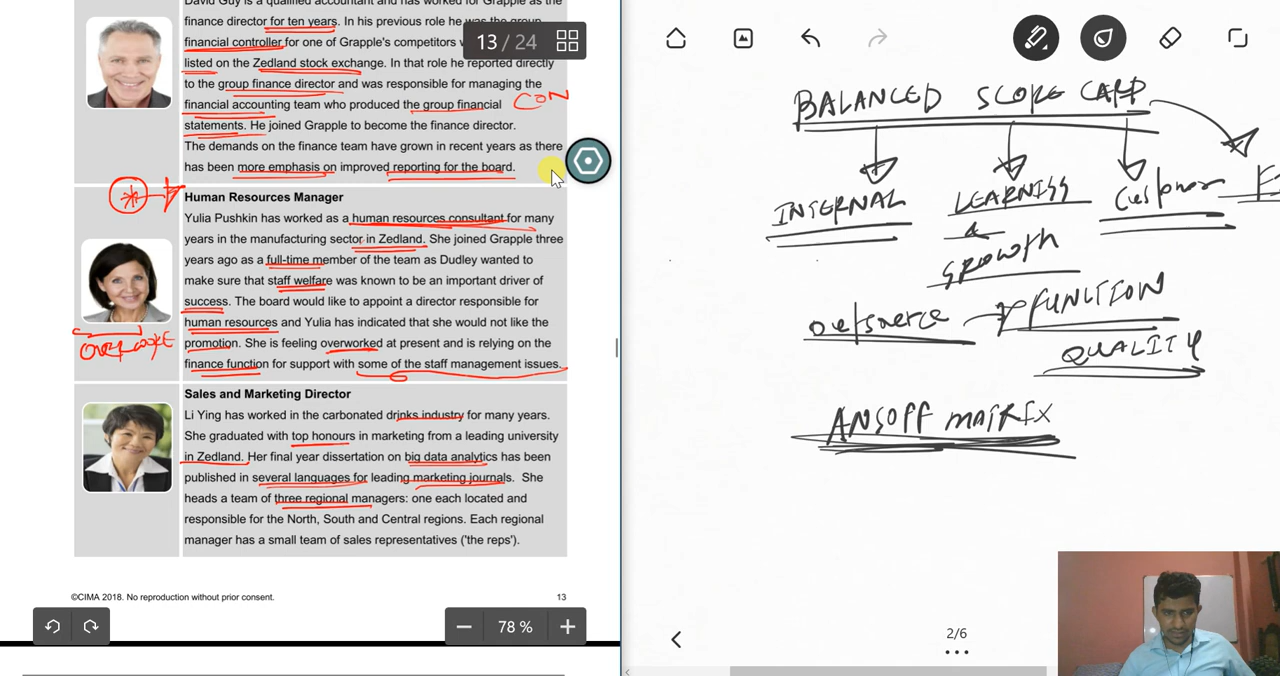 David Guy is a qualified accountant and has worked for Grapple as the
finance director for ten years. In his previous role he was the group
financial controller for one of Grapple's competitors
listed on the Zedland stock exchange. In that role he reported directly
to the group finance director and was responsible for managing the
financial accounting team who produced the group financial
statements. He joined Grapple to become the finance director.
The demands on the finance team have grown in recent years as there
has been more emphasis on improved reporting for the board.
CON
13 / 24
Human Resources Manager
Yulia Pushkin has worked as a human resources consultant for many
years in the manufacturing sector in Zedland. She joined Grapple three
years ago as a full-time member of the team as Dudley wanted to
make sure that staff welfare was known to be an important driver of
success. The board would like to appoint a director responsible for
human resources and Yulia has indicated that she would not like the
promotion. She is feeling overworked at present and is relying on the
finance function for support with some of the staff management issues.
Sales and Marketing Director
Li Ying has worked in the carbonated drinks industry for many years.
She graduated with top honours in marketing from a leading university
in Zedland. Her final year dissertation on big data analytics has been
published in several languages for leading marketing journals. She
heads a team of three regional managers: one each located and
responsible for the North, South and Central regions. Each regional
manager has a small team of sales representatives ('the reps').
©CIMA 2018. No reproduction without prior consent.
13
78 %
BALANCED SCORE CARD
INTERNAL
LEARNING
&
Growth
Customer
outsource
FUNCTION
QUALITY
ANSOFF MATRIX
2/6